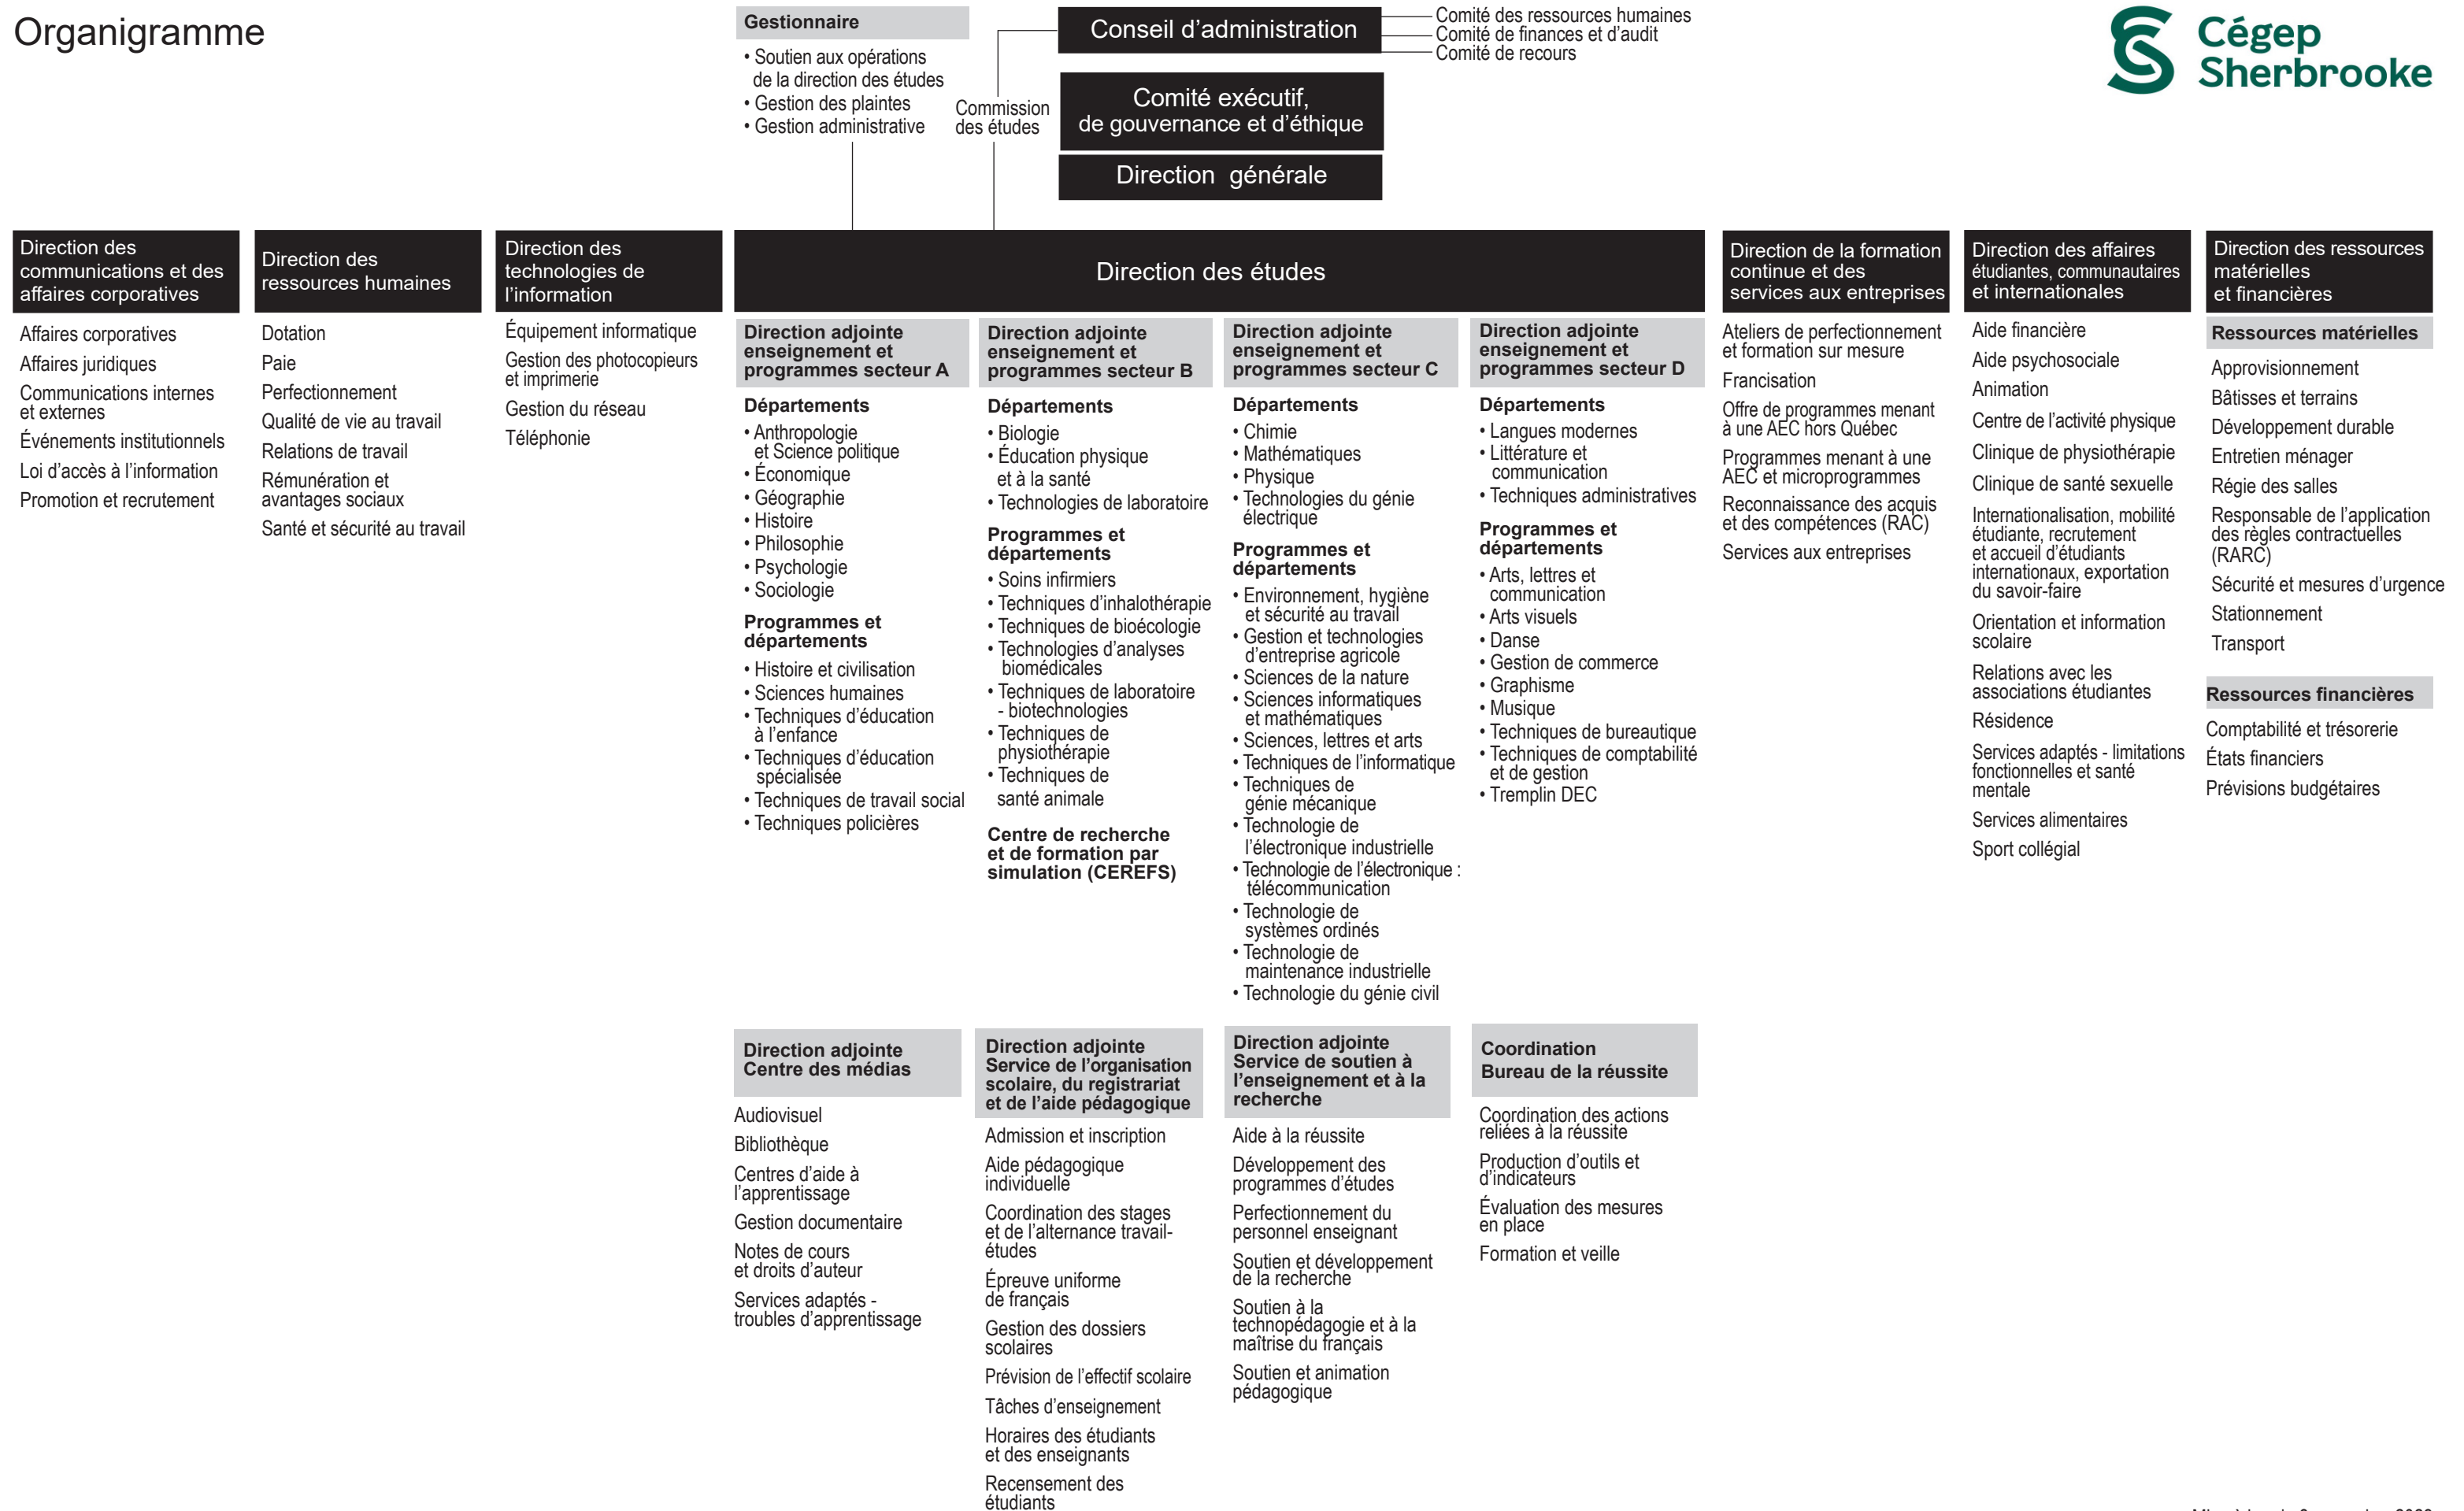 Organigramme
Gestionnaire
• Soutien aux opérations
de la direction des études
• Gestion des plaintes
• Gestion administrative
Commission
des études
Conseil d’administration
Comité des ressources humaines
Comité de finances et d’audit
Comité de recours
Comité exécutif,
de gouvernance et d’éthique
Direction générale
Cégep
Sherbrooke
Direction des
communications et des
affaires corporatives
Affaires corporatives
Affaires juridiques
Communications internes
et externes
Événements institutionnels
Loi d’accès à l’information
Promotion et recrutement
Direction des
ressources humaines
Dotation
Paie
Perfectionnement
Qualité de vie au travail
Relations de travail
Rémunération et
avantages sociaux
Santé et sécurité au travail
Direction des
technologies de
l’information
Équipement informatique
Gestion des photocopieurs
et imprimerie
Gestion du réseau
Téléphonie
Direction des études
Direction adjointe
enseignement et
programmes secteur A
Départements
• Anthropologie
et Science politique
• Économique
• Géographie
• Histoire
• Philosophie
• Psychologie
• Sociologie
Programmes et
départements
• Histoire et civilisation
• Sciences humaines
• Techniques d’éducation
à l’enfance
• Techniques d’éducation
spécialisée
• Techniques de travail social
• Techniques policières
Direction adjointe
enseignement et
programmes secteur B
Départements
• Biologie
• Éducation physique
et à la santé
• Technologies de laboratoire
Programmes et
départements
• Soins infirmiers
• Techniques d’inhalothérapie
• Techniques de bioécologie
• Technologies d’analyses
biomédicales
• Techniques de laboratoire
- biotechnologies
• Techniques de
physiothérapie
• Techniques de
santé animale
Centre de recherche
et de formation par
simulation (CEREFS)
Direction adjointe
enseignement et
programmes secteur C
Départements
• Chimie
• Mathématiques
• Physique
• Technologies du génie
électrique
Programmes et
départements
• Environnement, hygiène
et sécurité au travail
• Gestion et technologies
d’entreprise agricole
• Sciences de la nature
• Sciences informatiques
et mathématiques
• Sciences, lettres et arts
• Techniques de l’informatique
• Techniques de
génie mécanique
• Technologie de
l’électronique industrielle
• Technologie de l’électronique :
télécommunication
• Technologie de
systèmes ordinés
• Technologie de
maintenance industrielle
• Technologie du génie civil
Direction adjointe
enseignement et
programmes secteur D
Départements
• Langues modernes
• Littérature et
communication
• Techniques administratives
Programmes et
départements
• Arts, lettres et
communication
• Arts visuels
• Danse
• Gestion de commerce
• Graphisme
• Musique
• Techniques de bureautique
• Techniques de comptabilité
et de gestion
• Tremplin DEC
Direction de la formation
continue et des
services aux entreprises
Ateliers de perfectionnement
et formation sur mesure
Francisation
Offre de programmes menant
à une AEC hors Québec
Programmes menant à une
AEC et microprogrammes
Reconnaissance des acquis
et des compétences (RAC)
Services aux entreprises
Direction des affaires
étudiantes, communautaires
et internationales
Aide financière
Aide psychosociale
Animation
Centre de l’activité physique
Clinique de physiothérapie
Clinique de santé sexuelle
Internationalisation, mobilité
étudiante, recrutement
et accueil d’étudiants
internationaux, exportation
du savoir-faire
Orientation et information
scolaire
Relations avec les
associations étudiantes
Résidence
Services adaptés - limitations
fonctionnelles et santé
mentale
Services alimentaires
Sport collégial
Direction des ressources
matérielles
et financières
Ressources matérielles
Approvisionnement
Bâtisses et terrains
Développement durable
Entretien ménager
Régie des salles
Responsable de l’application
des règles contractuelles
(RARC)
Sécurité et mesures d’urgence
Stationnement
Transport
Ressources financières
Comptabilité et trésorerie
États financiers
Prévisions budgétaires
Direction adjointe
Centre des médias
Audiovisuel
Bibliothèque
Centres d’aide à
l’apprentissage
Gestion documentaire
Notes de cours
et droits d’auteur
Services adaptés -
troubles d’apprentissage
Direction adjointe
Service de l’organisation
scolaire, du registrariat
et de l’aide pédagogique
Admission et inscription
Aide pédagogique
individuelle
Coordination des stages
et de l’alternance travail-
études
Épreuve uniforme
de français
Gestion des dossiers
scolaires
Prévision de l’effectif scolaire
Tâches d’enseignement
Horaires des étudiants
et des enseignants
Recensement des
étudiants
Direction adjointe
Service de soutien à
l’enseignement et à la
recherche
Aide à la réussite
Développement des
programmes d’études
Perfectionnement du
personnel enseignant
Soutien et développement
de la recherche
Soutien à la
technopédagogie et à la
maîtrise du français
Soutien et animation
pédagogique
Coordination
Bureau de la réussite
Coordination des actions
reliées à la réussite
Production d’outils et
d’indicateurs
Évaluation des mesures
en place
Formation et veille